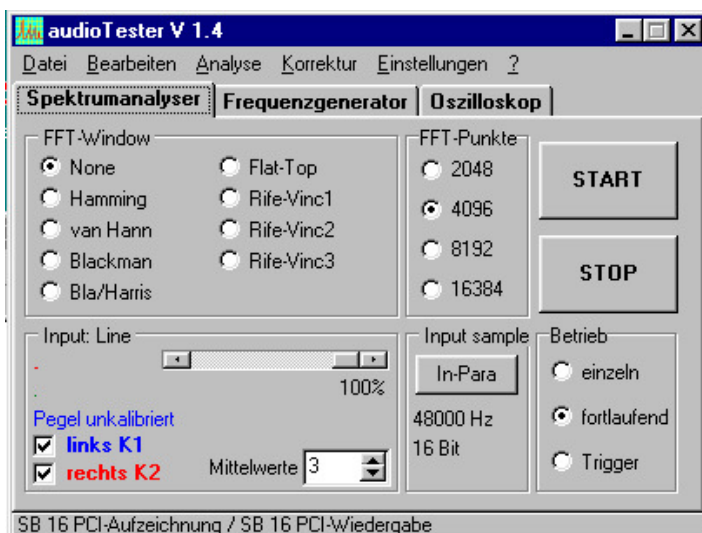 audioTester V 1.4
Datei Bearbeiten Analyse Korrektur Einstellungen ?
Spektrumanalyser Frequenzgenerator Oszilloskop
FFT-Window
None
Hamming
van Hann
Blackman
Bla/Harris
Flat-Top
Rife-Vinc1
Rife-Vinc2
Rife-Vinc3
FFT-Punkte
2048
4096
8192
16384
START
STOP
Input: Line
100%
Pegel unkalibriert
links K1
rechts K2
Mittelwerte 3
Input sample
In-Para
48000 Hz
16 Bit
Betrieb
einzeln
fortlaufend
Trigger
SB 16 PCI-Aufzeichnung / SB 16 PCI-Wiedergabe